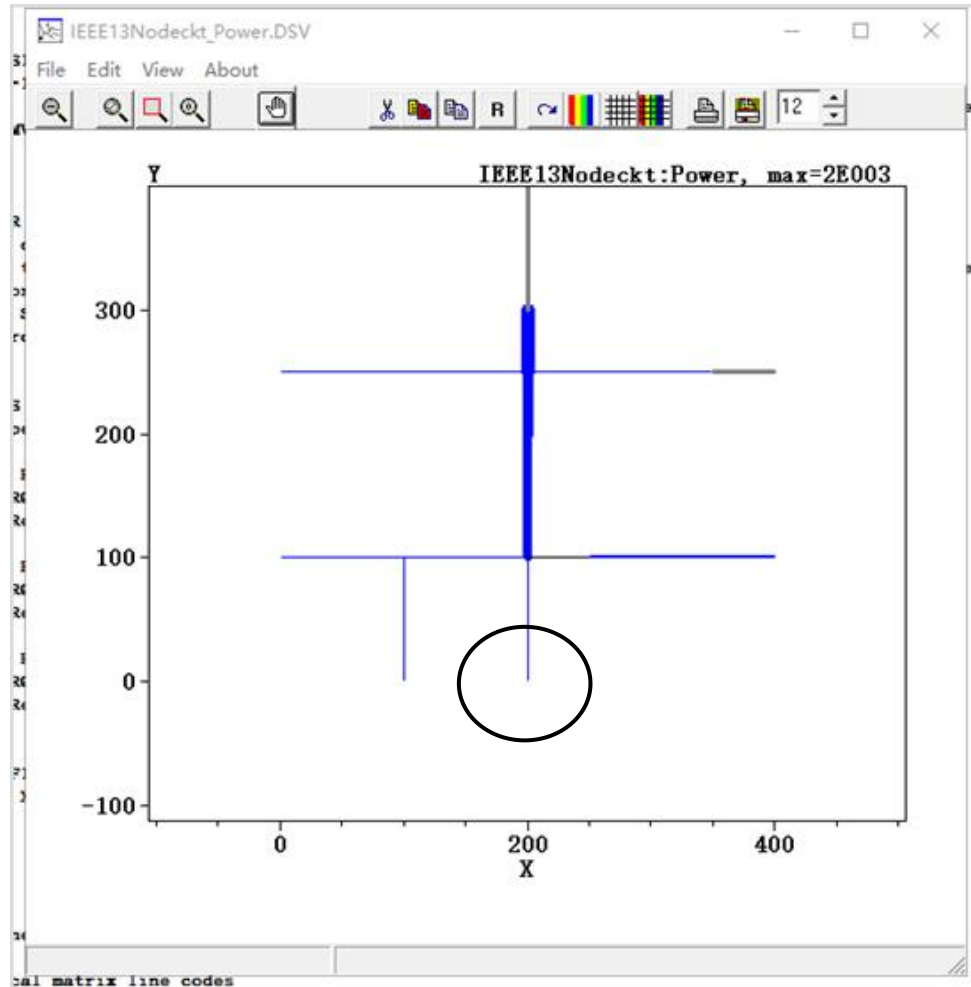 IEEE13Nodeckt_Power.DSV
File Edit View About
R
12
Y IEEE13Nodeckt:Power, max=2E003
300
200
100
0
-100
0 200 400
X
cal matrix line codes